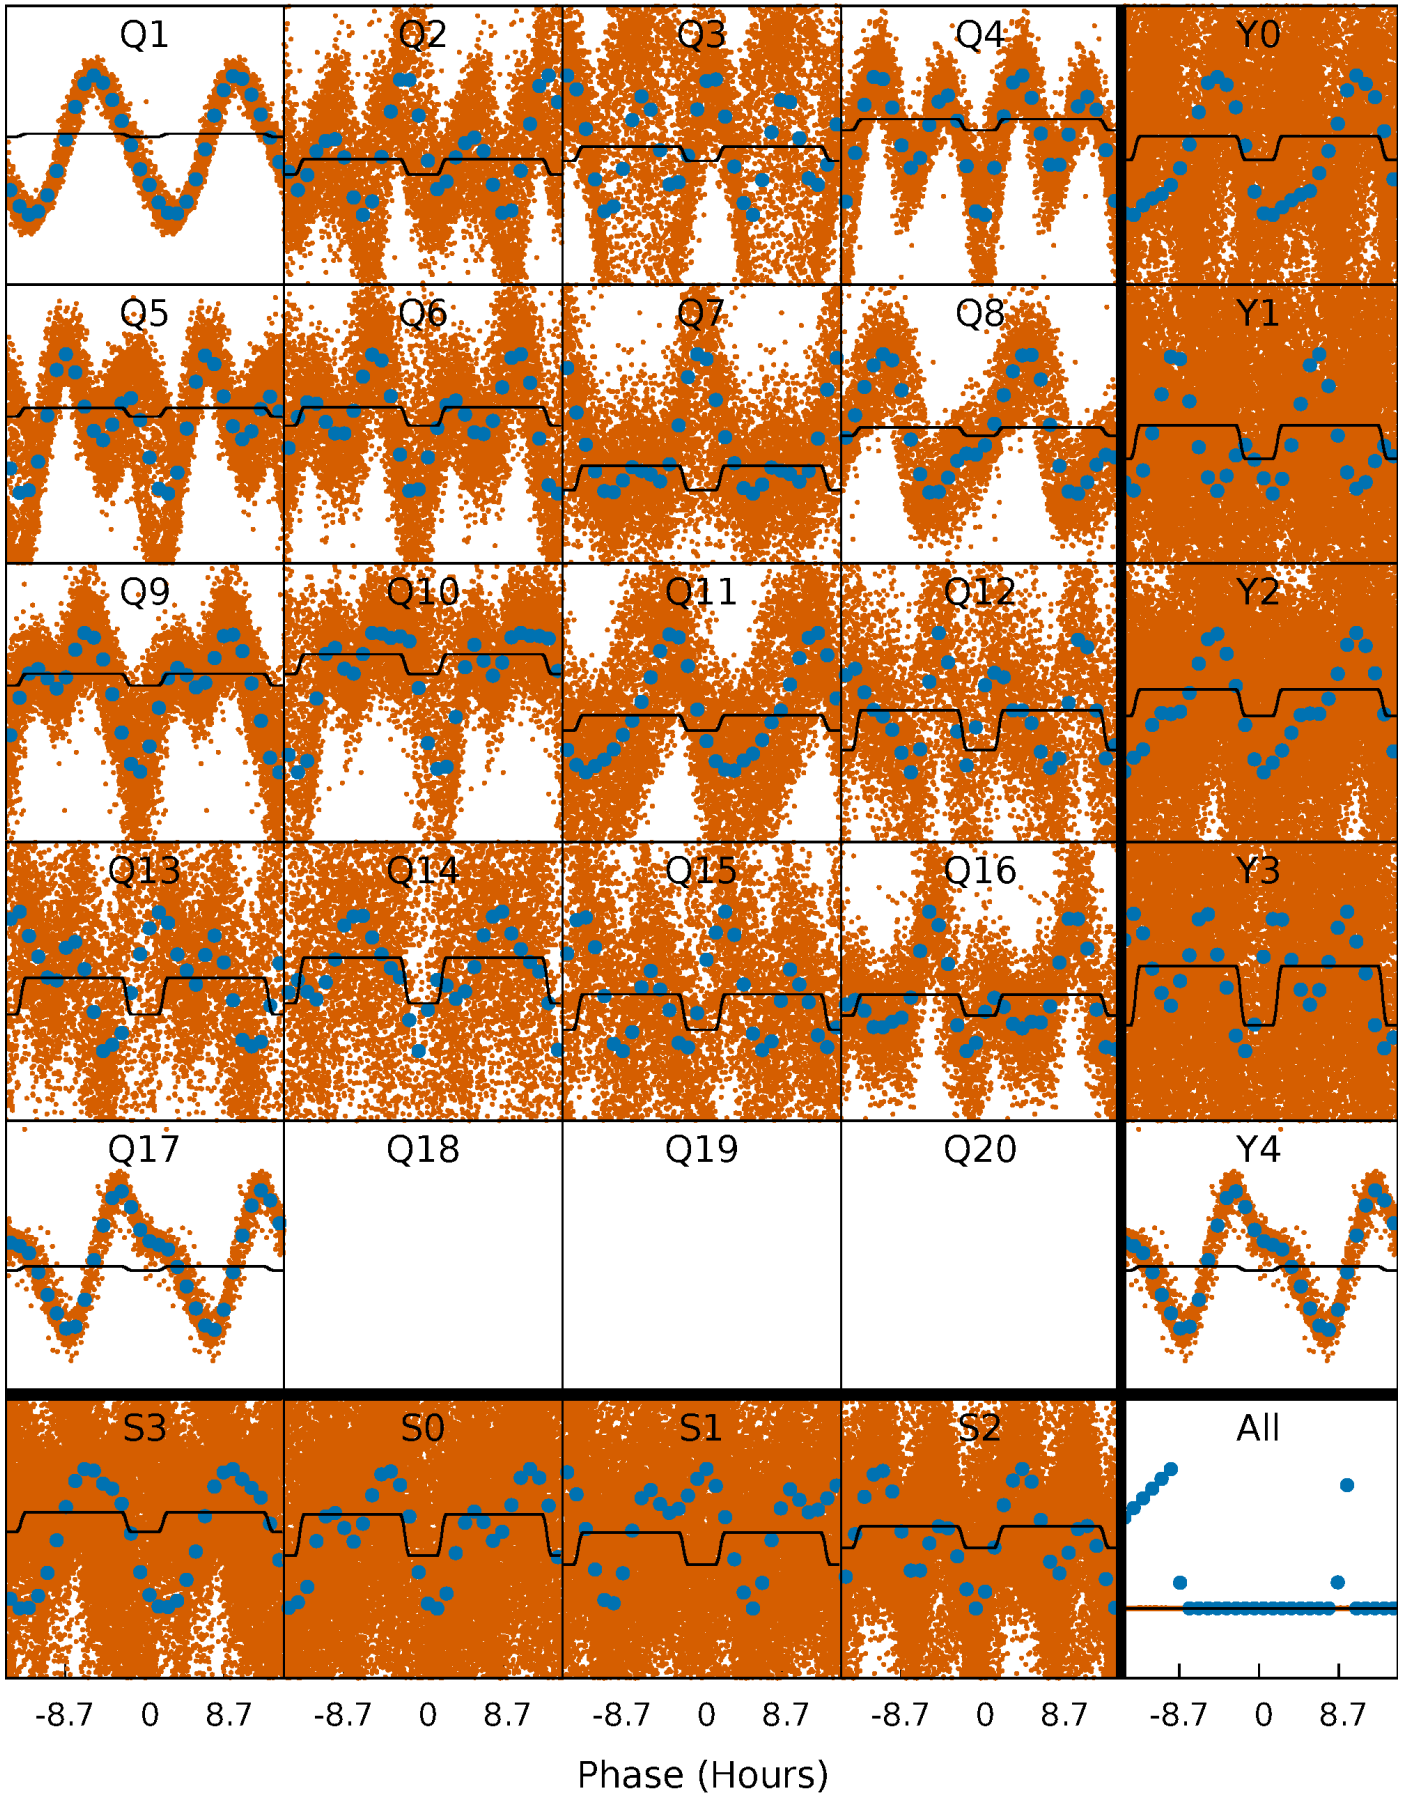 Q1 Q2 Q3 Q4 Y0
Q5 Q6 Q7 Q8 Y1
Q9 Q10 Q11 Q12 Y2
Q13 Q14 Q15 Q16 Y3
Q17 Q18 Q19 Q20 Y4
S3 S0 S1 S2 All
-8.7 0 8.7 -8.7 0 8.7 -8.7 0 8.7 -8.7 0 8.7 -8.7 0 8.7
Phase (Hours)